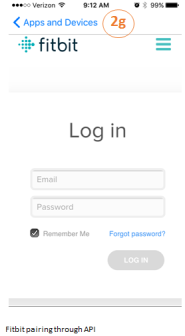 Verizon 9:12 AM 99%
Apps and Devices 2g
fitbit
Log in
Email
Password
Remember Me Forgot password?
LOG IN
Fitbit pairing through API